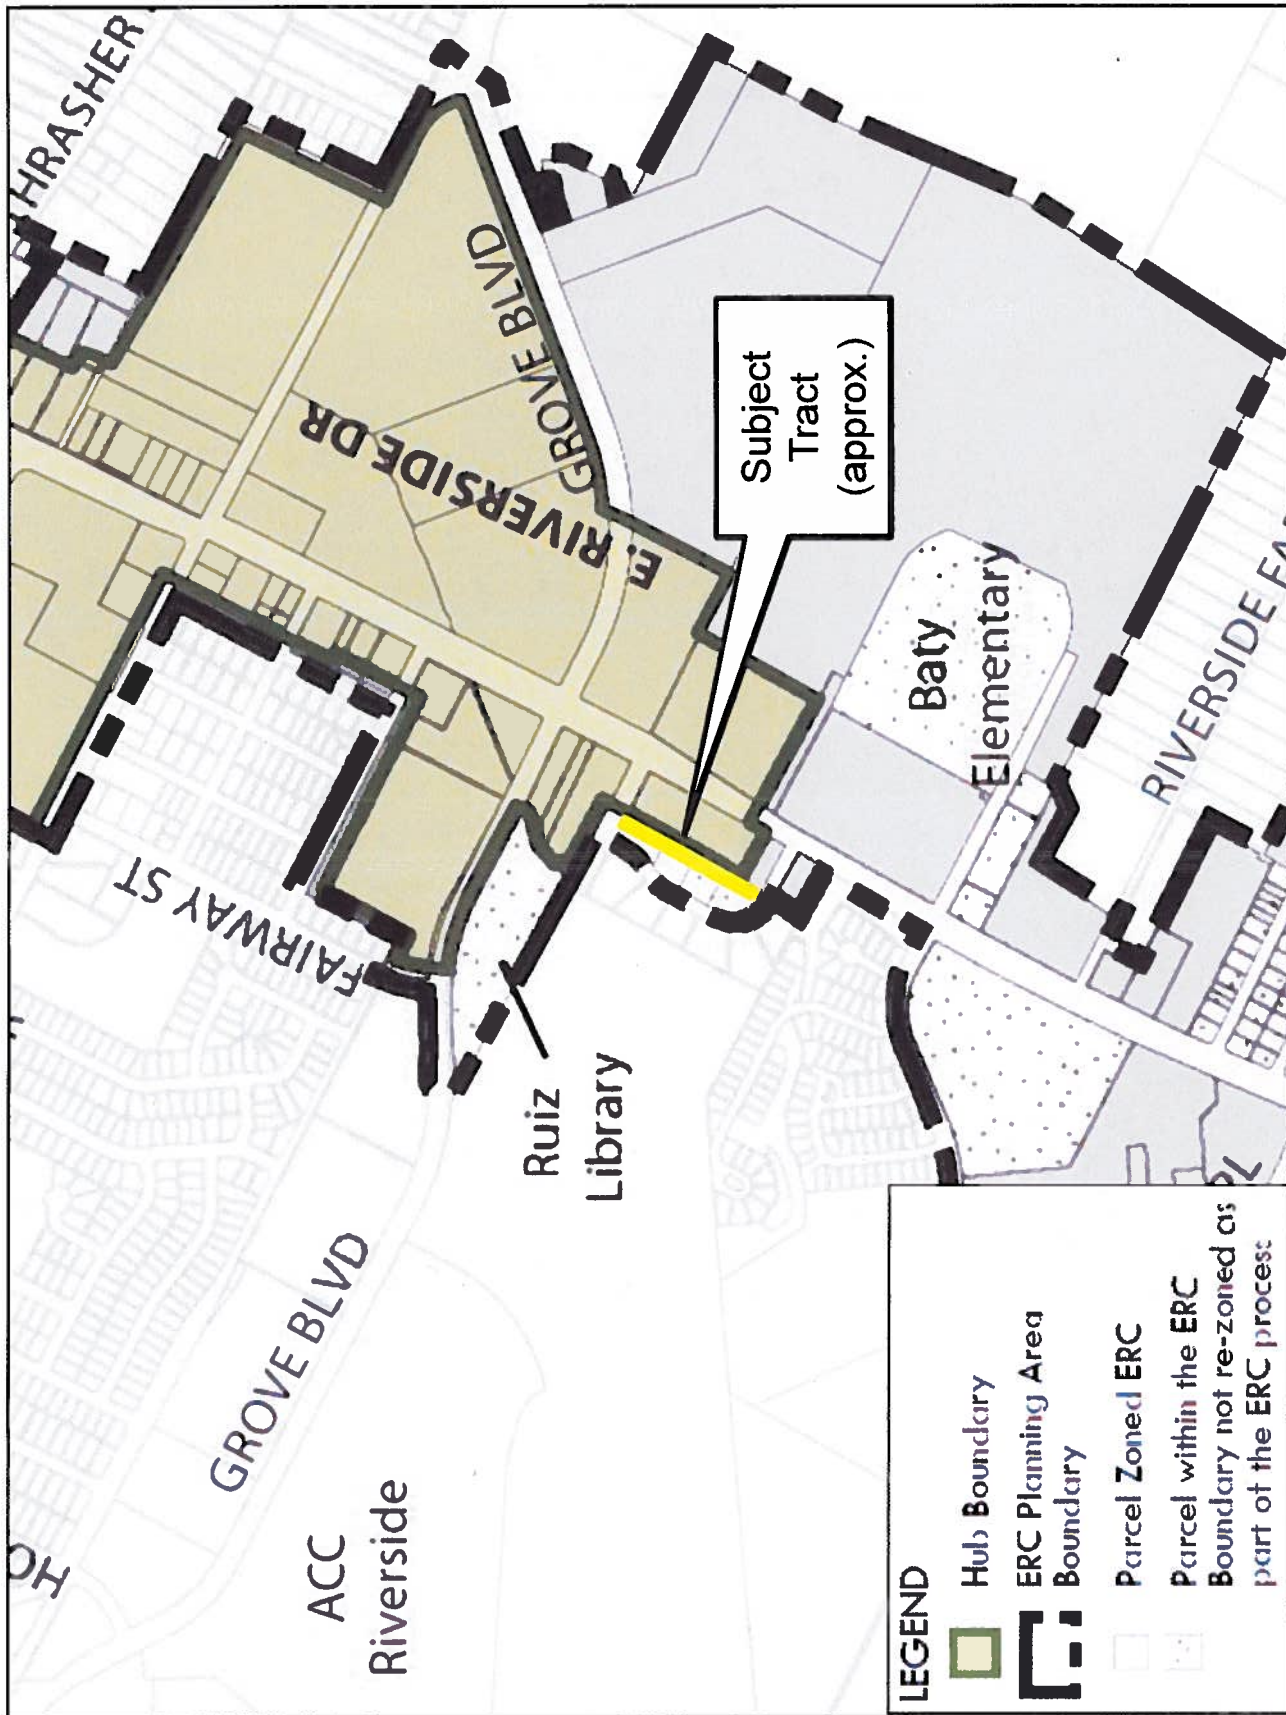 THRASHER
GROVE BLVD
E. RIVERSIDE DR
Subject
Tract
(approx.)
FAIRWAY ST
Baty
Elementary
Ruiz
Library
GROVE BLVD
ACC
Riverside
LEGEND
Hub Boundary
ERC Planning Area
Boundary
Parcel Zoned ERC
Parcel within the ERC
Boundary not re-zoned as
part of the ERC process
RIVERSIDE FA
HO
PL